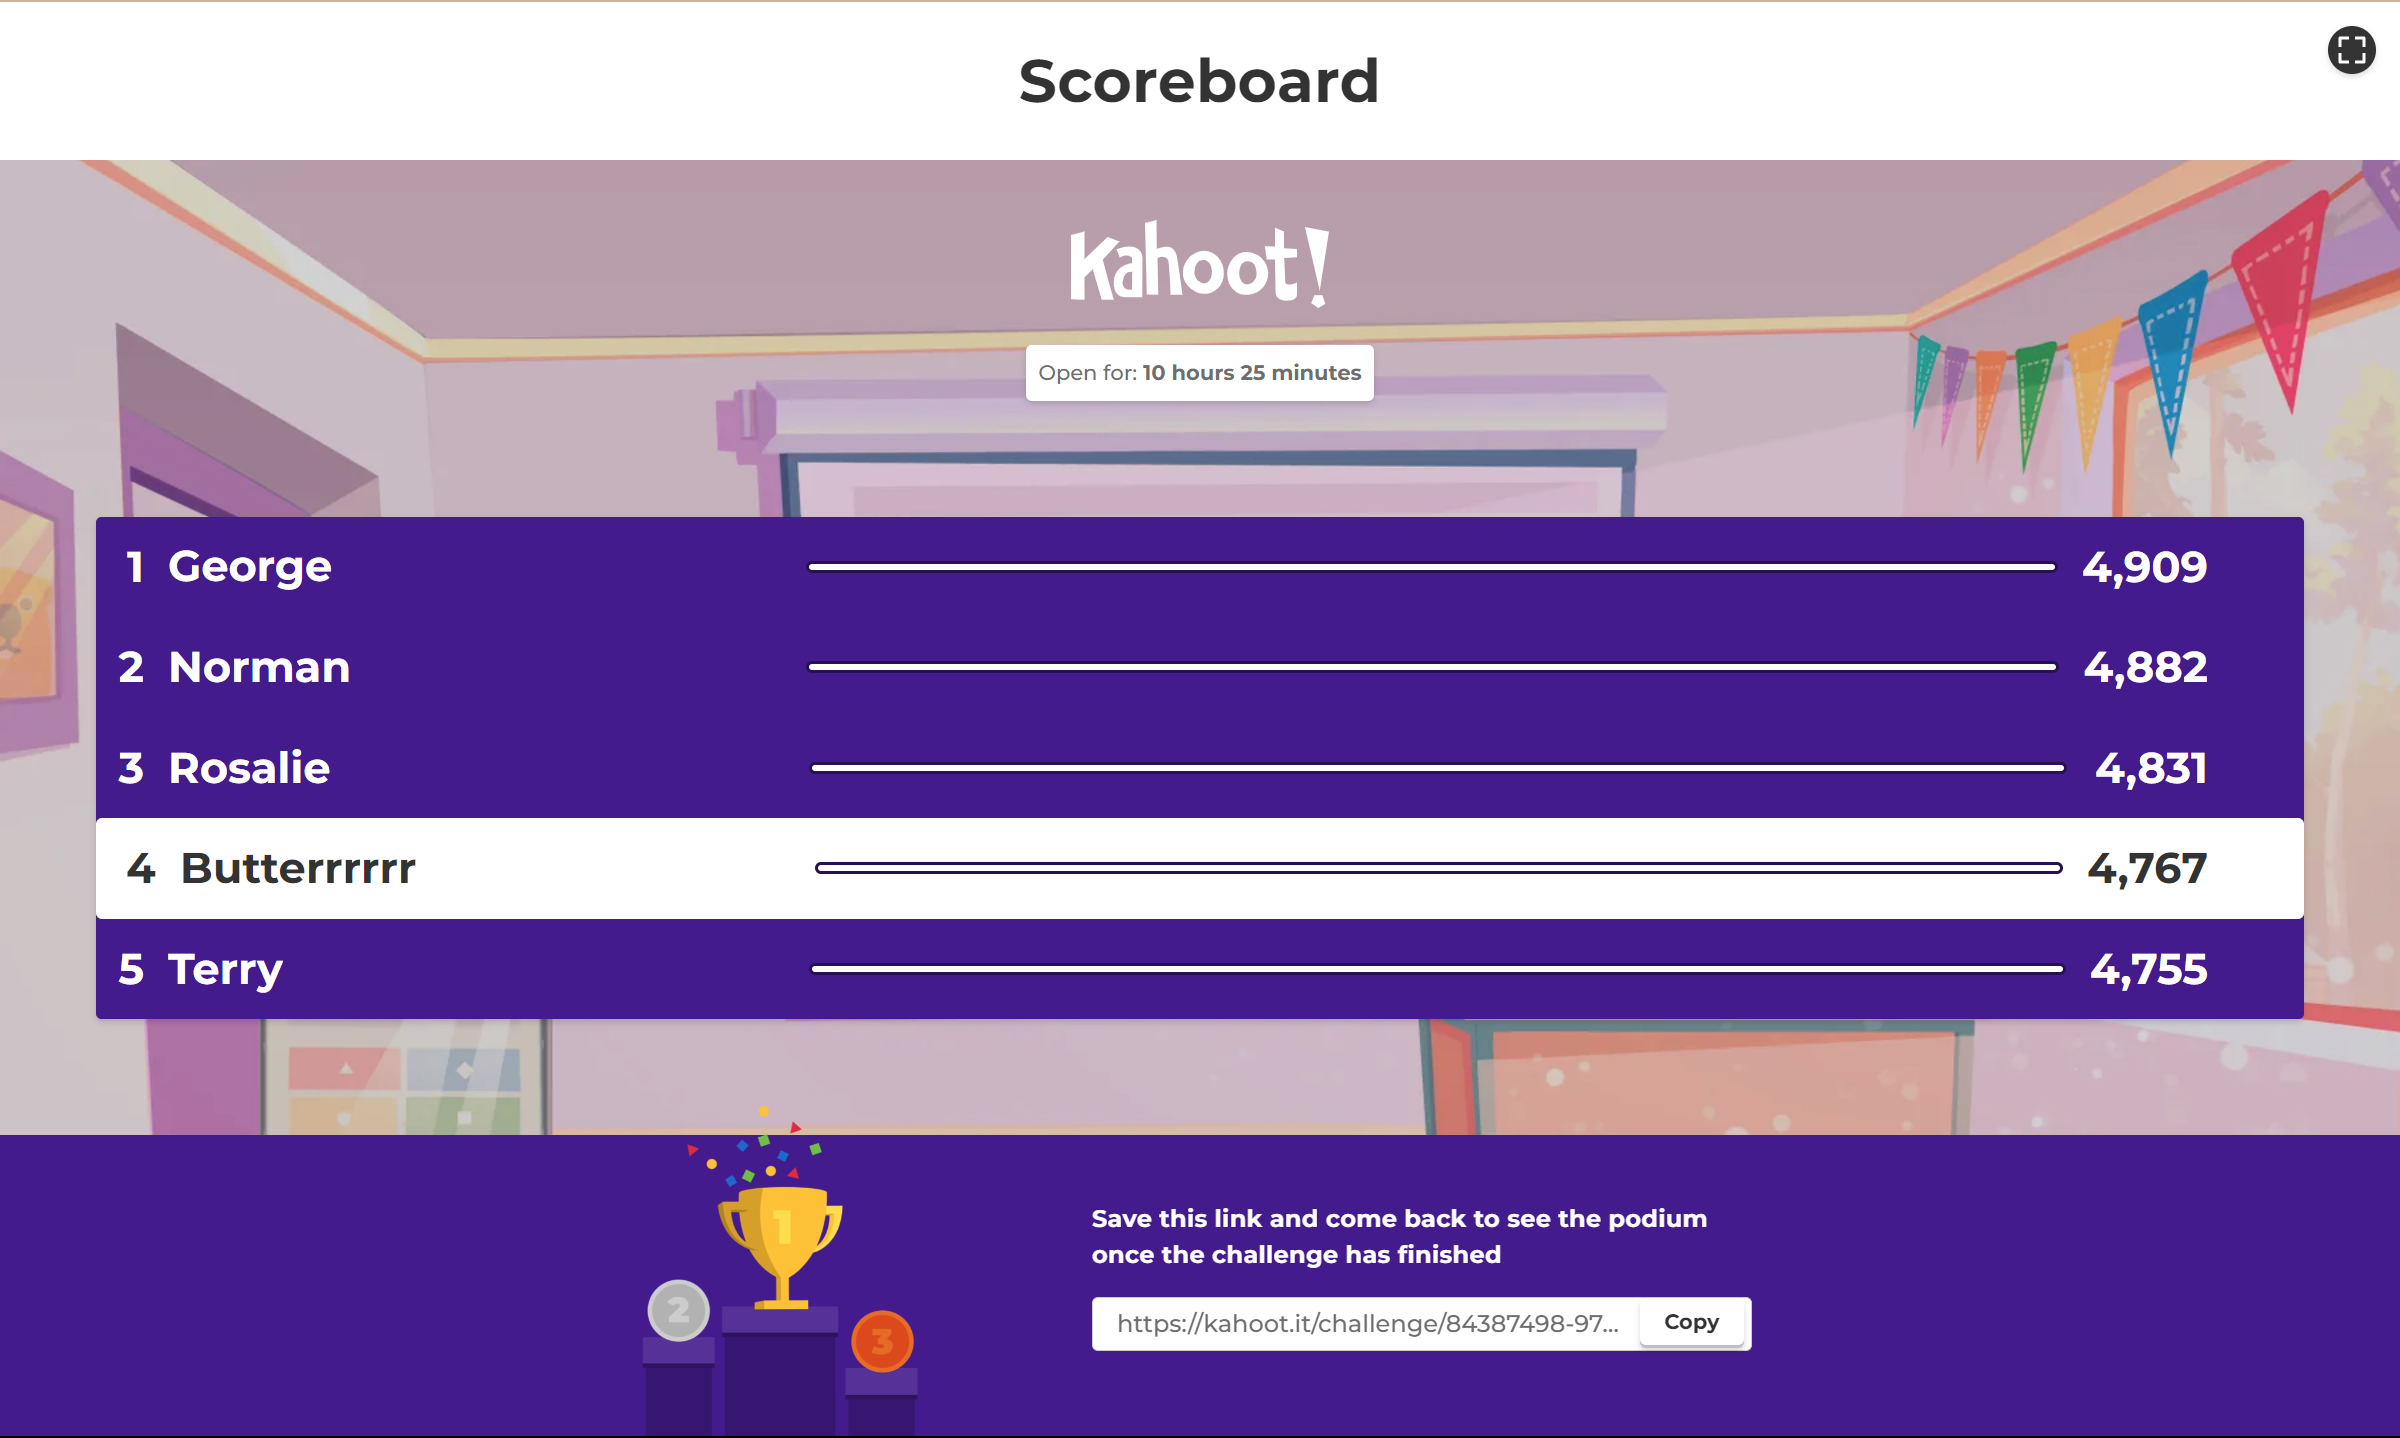 Scoreboard
Kahoot!
Open for: 10 hours 25 minutes
1 George 4,909
2 Norman 4,882
3 Rosalie 4,831
4 Butterrrrrr 4,767
5 Terry 4,755
1
2
3
Save this link and come back to see the podium
once the challenge has finished
https://kahoot.it/challenge/84387498-97... Copy